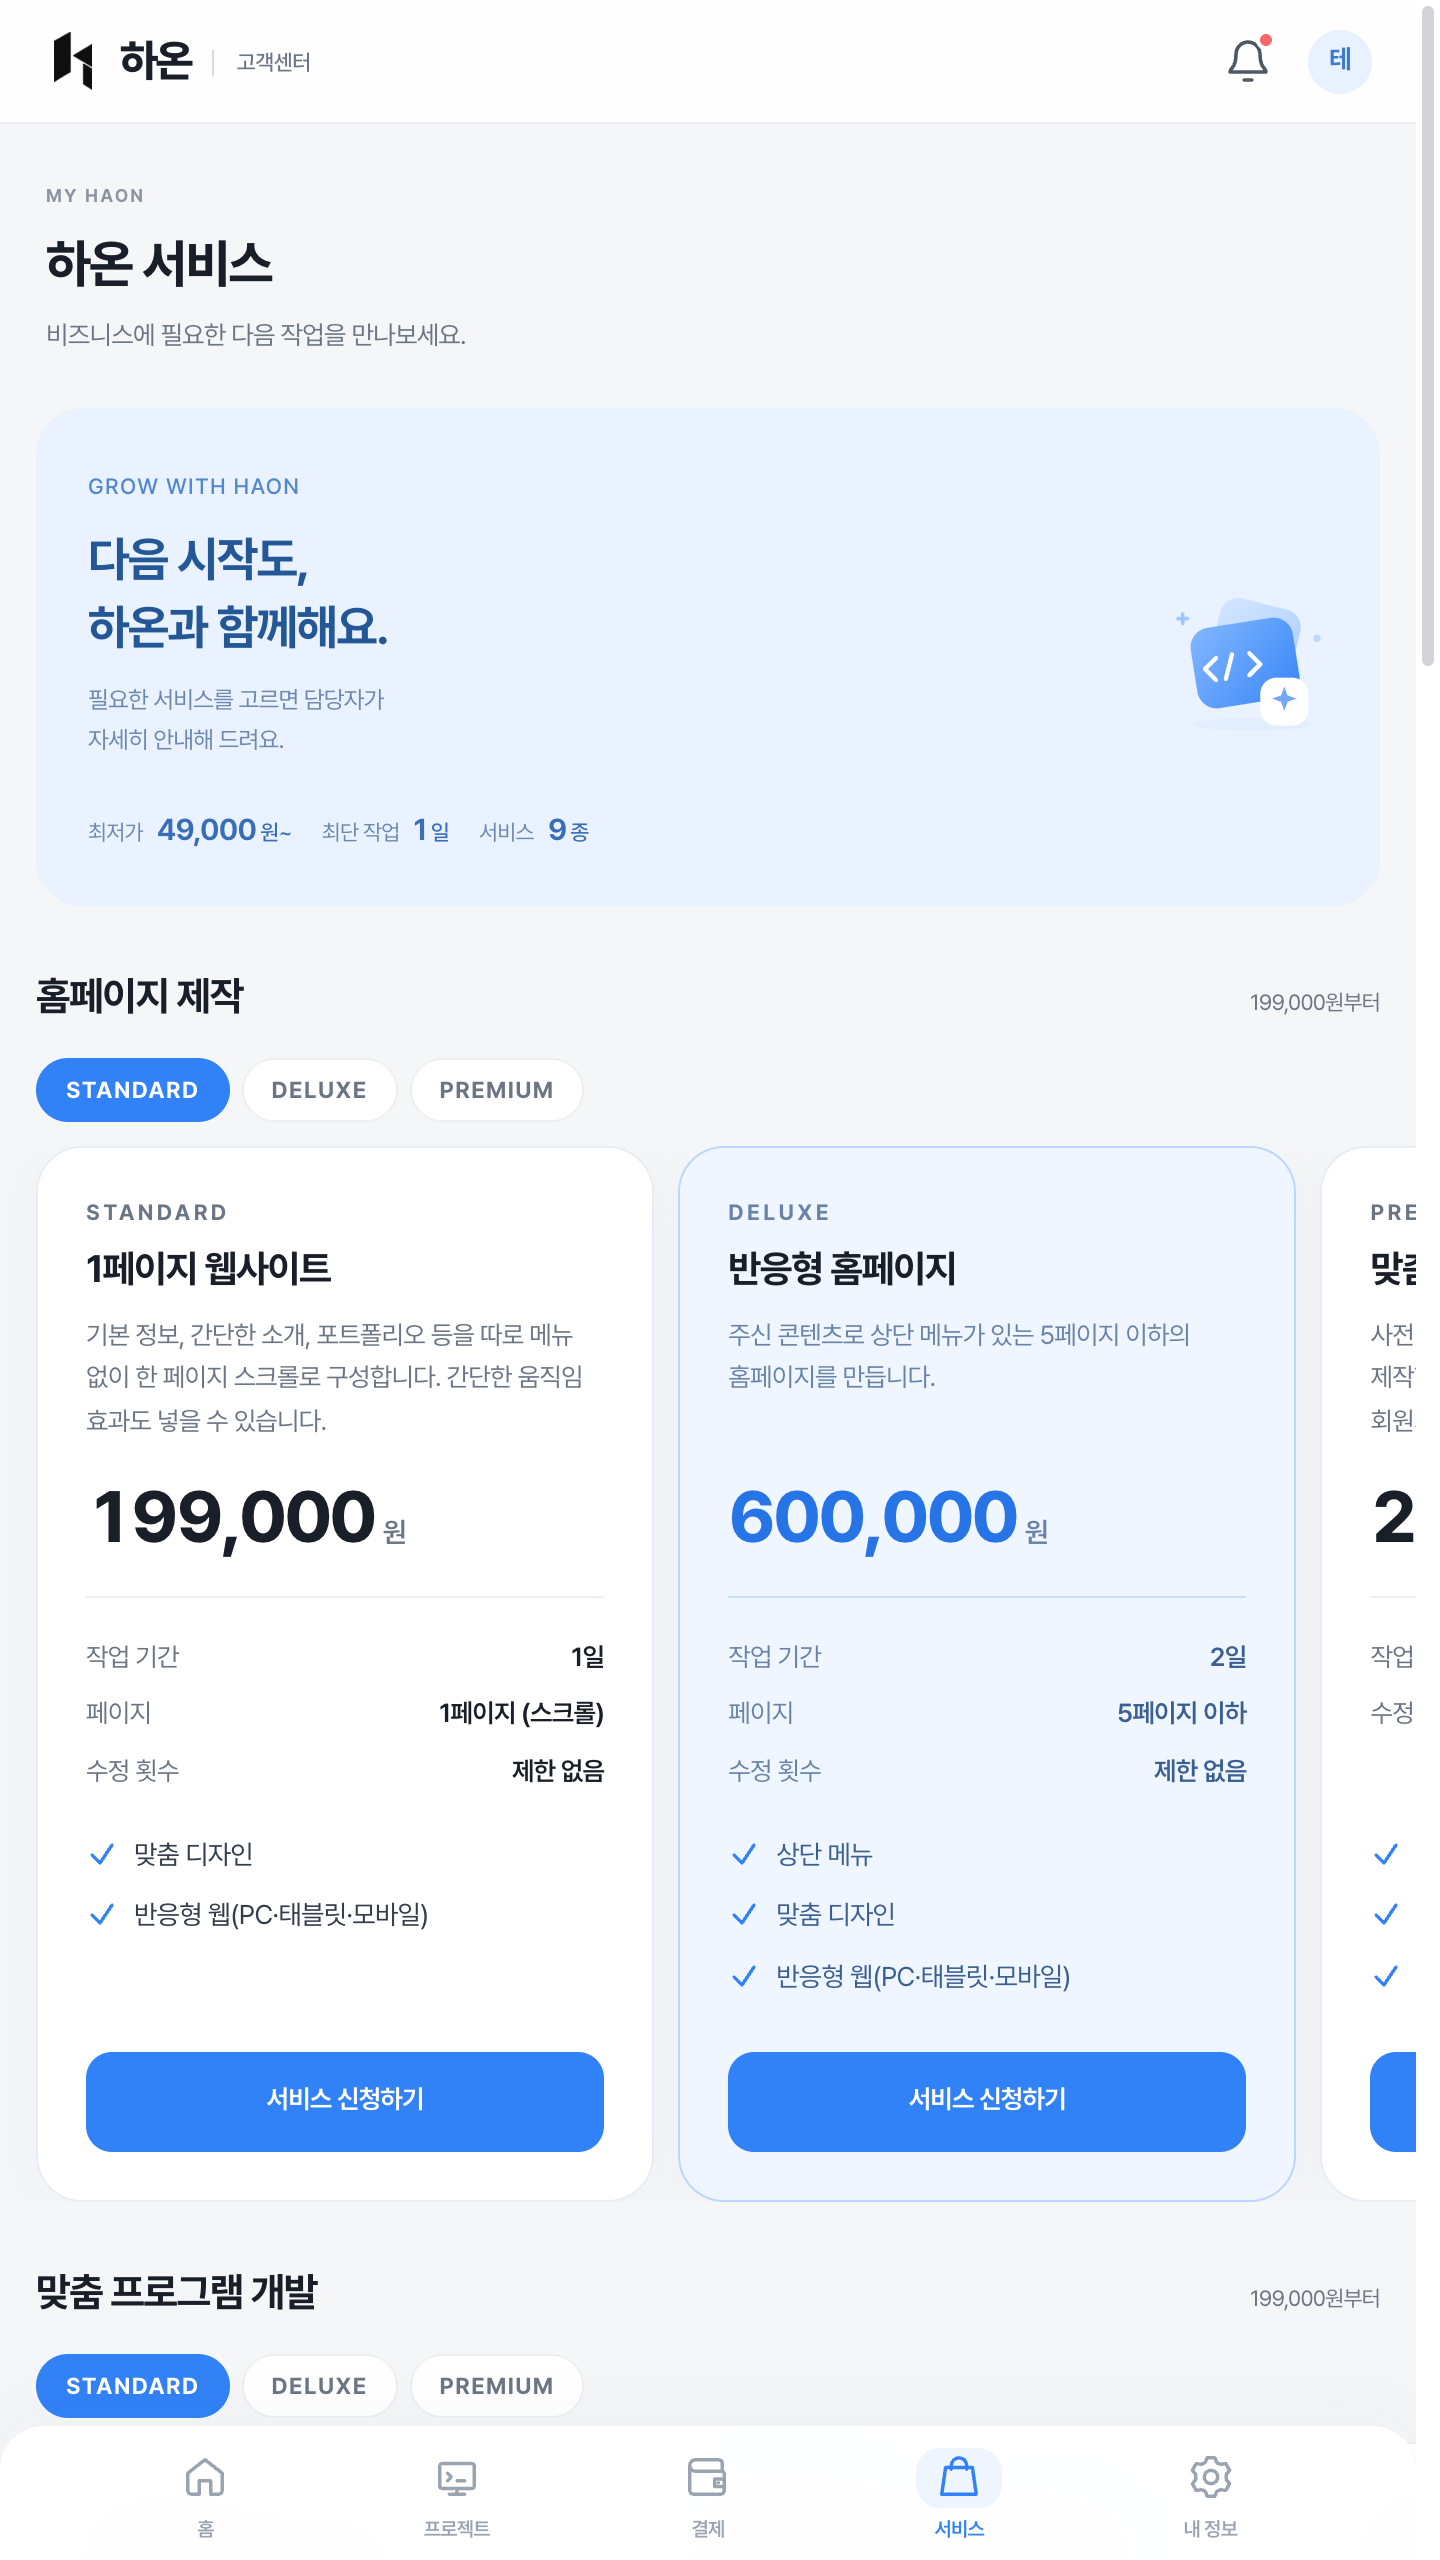 하온 고객센터 테
MY HAON
하온 서비스
비즈니스에 필요한 다음 작업을 만나보세요.
GROW WITH HAON
다음 시작도,
하온과 함께해요.
필요한 서비스를 고르면 담당자가
자세히 안내해 드려요.
최저가 49,000원~ 최단 작업 1일 서비스 9종
홈페이지 제작 199,000원부터
STANDARD DELUXE PREMIUM
STANDARD
1페이지 웹사이트
기본 정보, 간단한 소개, 포트폴리오 등을 따로 메뉴
없이 한 페이지 스크롤로 구성합니다. 간단한 움직임
효과도 넣을 수 있습니다.
199,000원
작업 기간 1일
페이지 1페이지 (스크롤)
수정 횟수 제한 없음
맞춤 디자인
반응형 웹(PC·태블릿·모바일)
서비스 신청하기
DELUXE
반응형 홈페이지
주신 콘텐츠로 상단 메뉴가 있는 5페이지 이하의
홈페이지를 만듭니다.
600,000원
작업 기간 2일
페이지 5페이지 이하
수정 횟수 제한 없음
상단 메뉴
맞춤 디자인
반응형 웹(PC·태블릿·모바일)
서비스 신청하기
PRE
사전
제작
회원
2
작업
수정
맞춤 프로그램 개발 199,000원부터
STANDARD DELUXE PREMIUM
홈 프로젝트 결제 서비스 내 정보